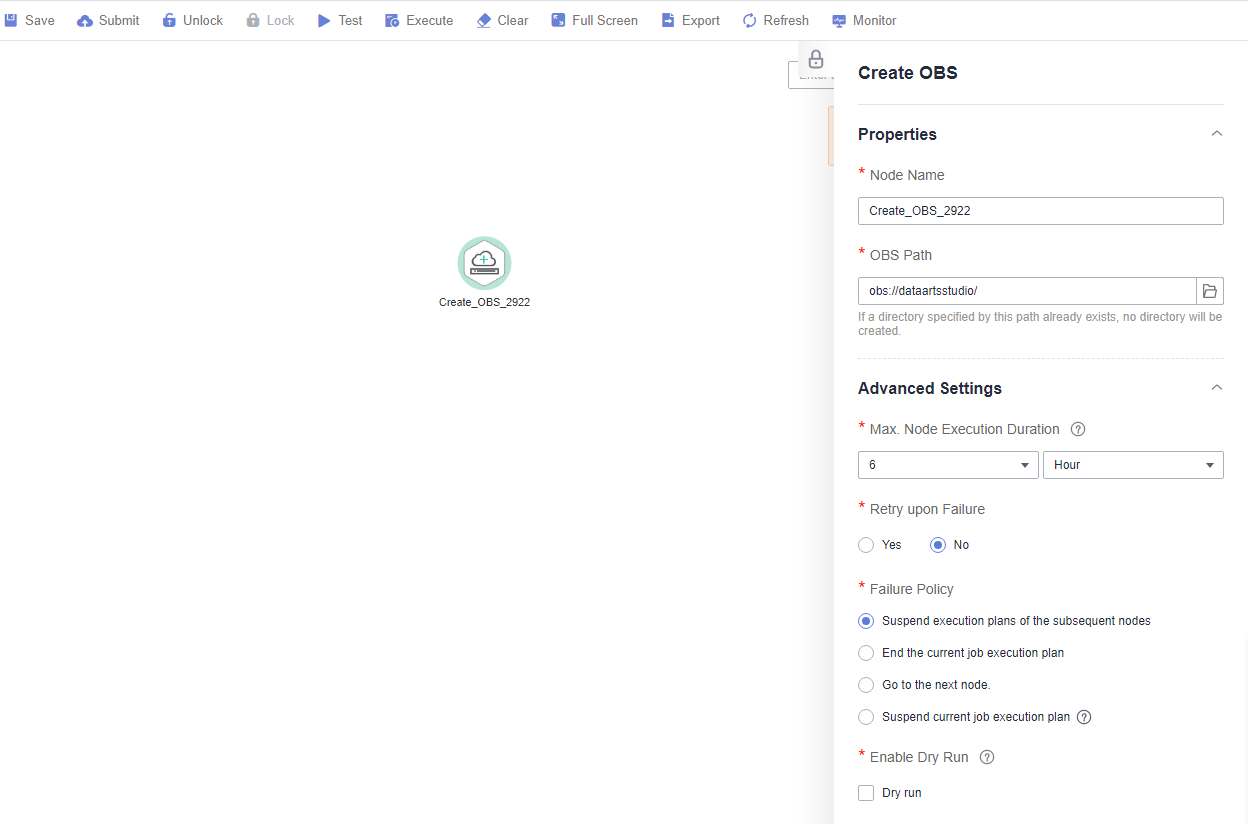 Save Submit Unlock Lock Test Execute Clear Full Screen Export Refresh Monitor
Create OBS
Properties
* Node Name
Create_OBS_2922
* OBS Path
obs://dataartsstudio/
If a directory specified by this path already exists, no directory will be
created.
Create_OBS_2922
Advanced Settings
* Max. Node Execution Duration ?
6 Hour
* Retry upon Failure
Yes No
* Failure Policy
Suspend execution plans of the subsequent nodes
End the current job execution plan
Go to the next node.
Suspend current job execution plan ?
* Enable Dry Run ?
Dry run